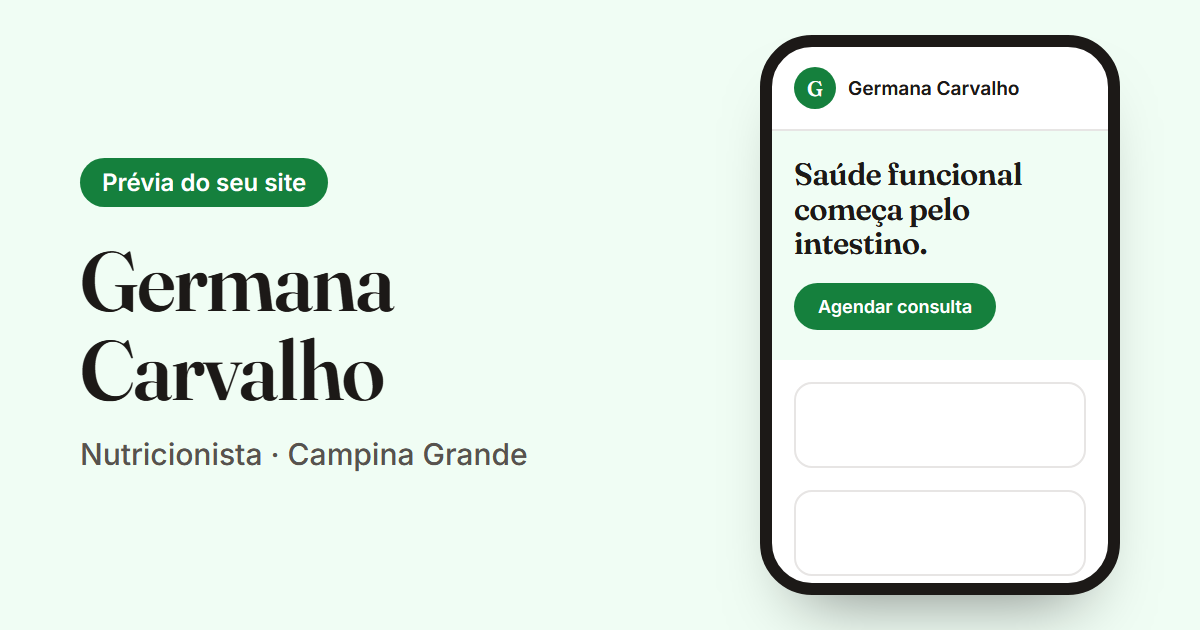 Prévia do seu site
Germana
Carvalho
Nutricionista · Campina Grande
G
Germana Carvalho
Saúde funcional
começa pelo
intestino.
Agendar consulta